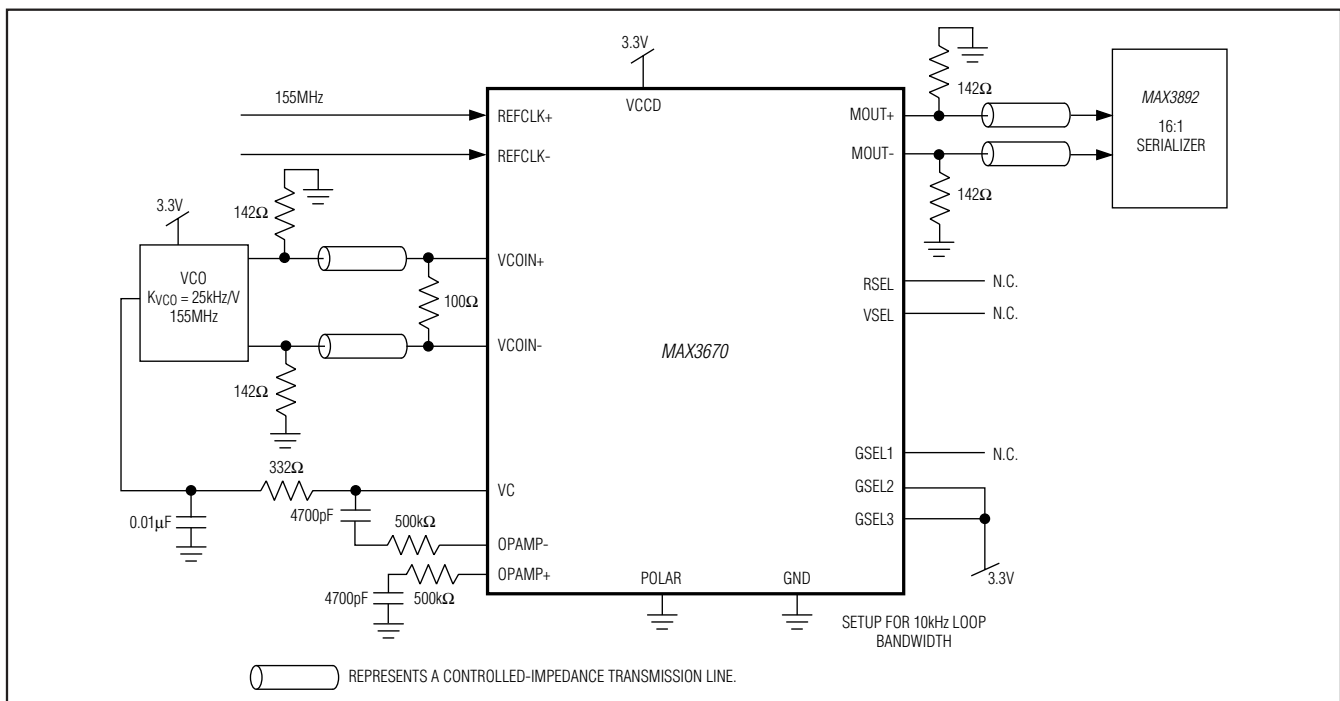 3.3V
VCCD
142Ω
MAX3892
16:1
SERIALIZER
155MHz
REFCLK+
REFCLK-
MOUT+
MOUT-
142Ω
3.3V
142Ω
VCO
KVCO = 25kHz/V
155MHz
VCOIN+
100Ω
VCOIN-
142Ω
MAX3670
RSEL
N.C.
VSEL
N.C.
332Ω
VC
0.01μF
4700pF
500kΩ
OPAMP-
OPAMP+
4700pF
500kΩ
GSEL1
N.C.
GSEL2
GSEL3
3.3V
POLAR
GND
SETUP FOR 10kHz LOOP
BANDWIDTH
REPRESENTS A CONTROLLED-IMPEDANCE TRANSMISSION LINE.